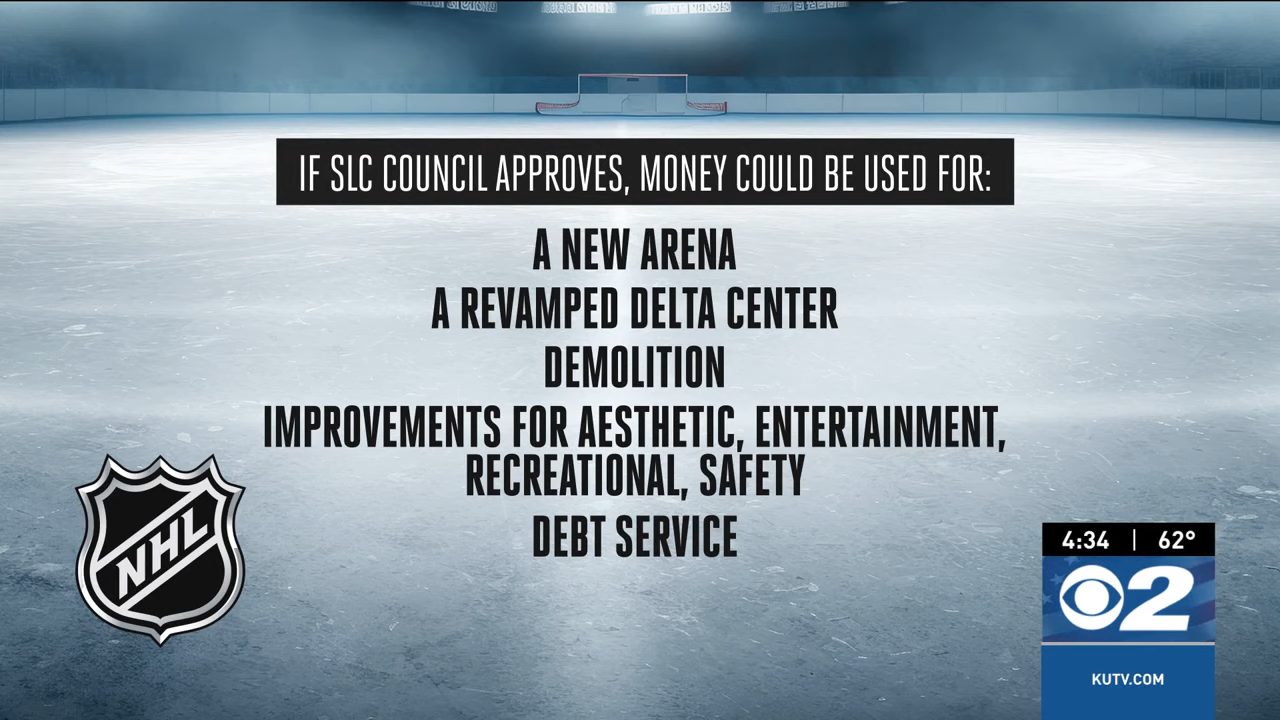 IF SLC COUNCIL APPROVES, MONEY COULD BE USED FOR:
A NEW ARENA
A REVAMPED DELTA CENTER
DEMOLITION
IMPROVEMENTS FOR AESTHETIC, ENTERTAINMENT,
RECREATIONAL, SAFETY
DEBT SERVICE
NHL
4:34 | 62°
2
KUTV.COM